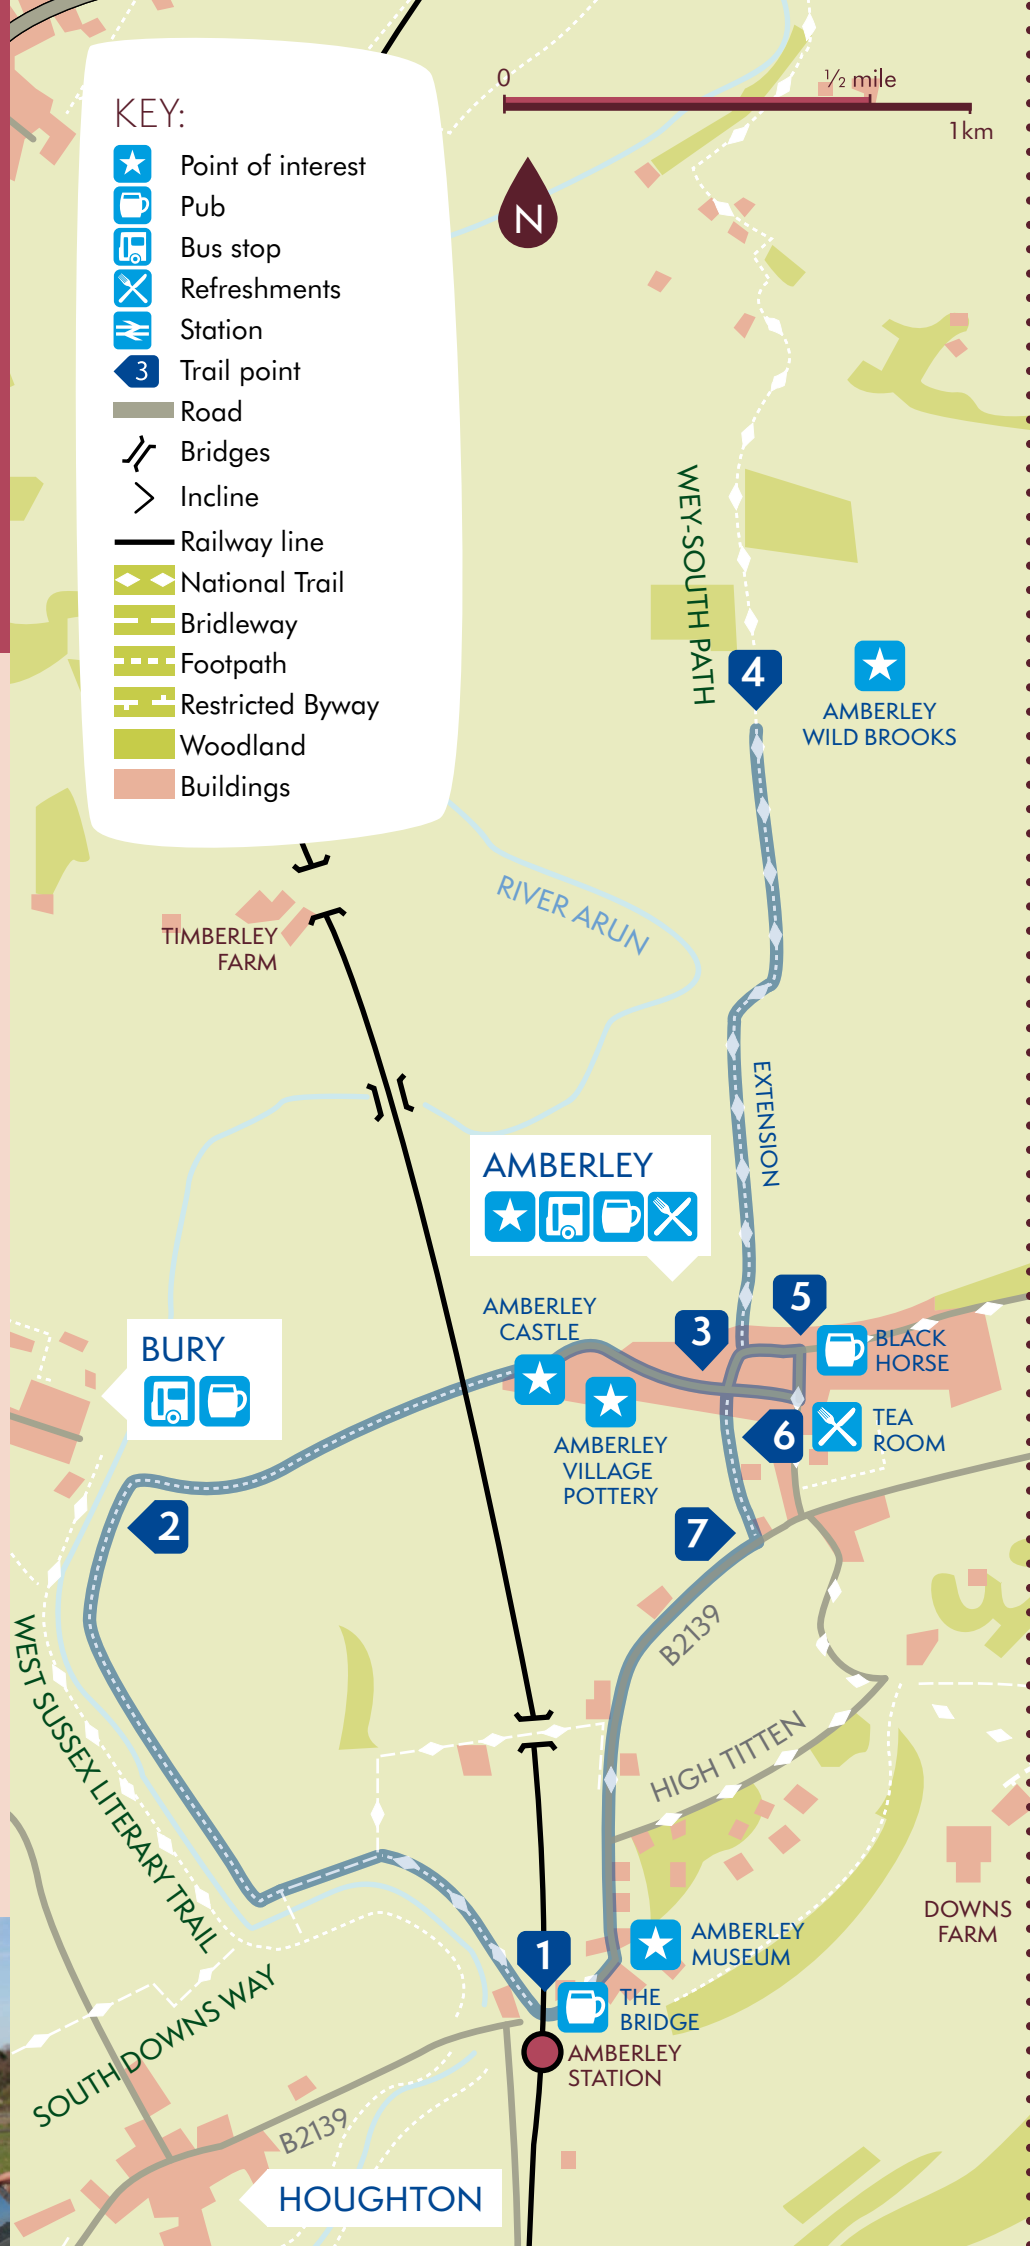 KEY:
Point of interest
Pub
Bus stop
Refreshments
Station
3 Trail point
Road
Bridges
Incline
Railway line
National Trail
Bridleway
Footpath
Restricted Byway
Woodland
Buildings
0
½ mile
1km
N
WEY-SOUTH PATH
4
AMBERLEY
WILD BROOKS
RIVER ARUN
TIMBERLEY
FARM
EXTENSION
AMBERLEY
AMBERLEY
CASTLE
3
5
BLACK
HORSE
BURY
AMBERLEY
VILLAGE
POTTERY
6
TEA
ROOM
2
7
B2139
WEST SUSSEX LITERARY TRAIL
HIGH TITTEN
DOWNS
FARM
1
AMBERLEY
MUSEUM
THE
BRIDGE
AMBERLEY
STATION
SOUTH DOWNS WAY
B2139
HOUGHTON